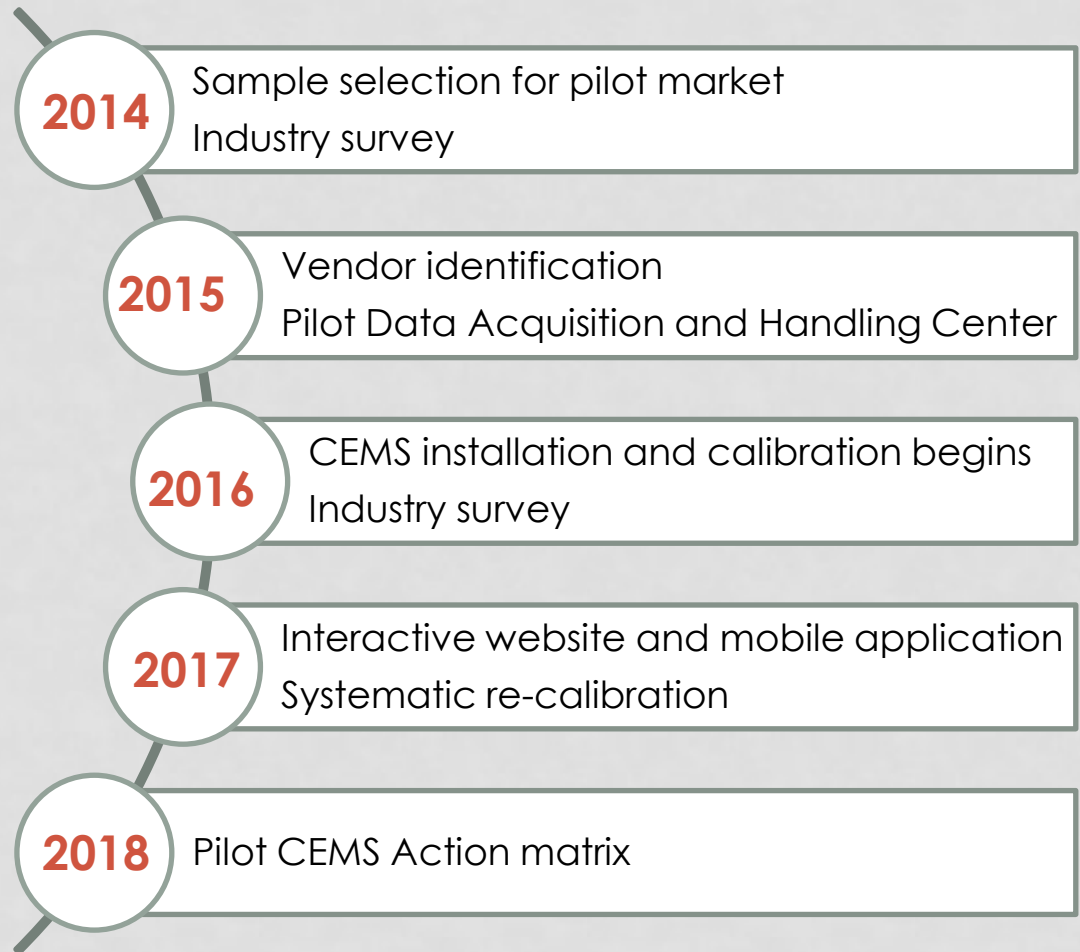 2014
Sample selection for pilot market
Industry survey
2015
Vendor identification
Pilot Data Acquisition and Handling Center
2016
CEMS installation and calibration begins
Industry survey
2017
Interactive website and mobile application
Systematic re-calibration
2018
Pilot CEMS Action matrix